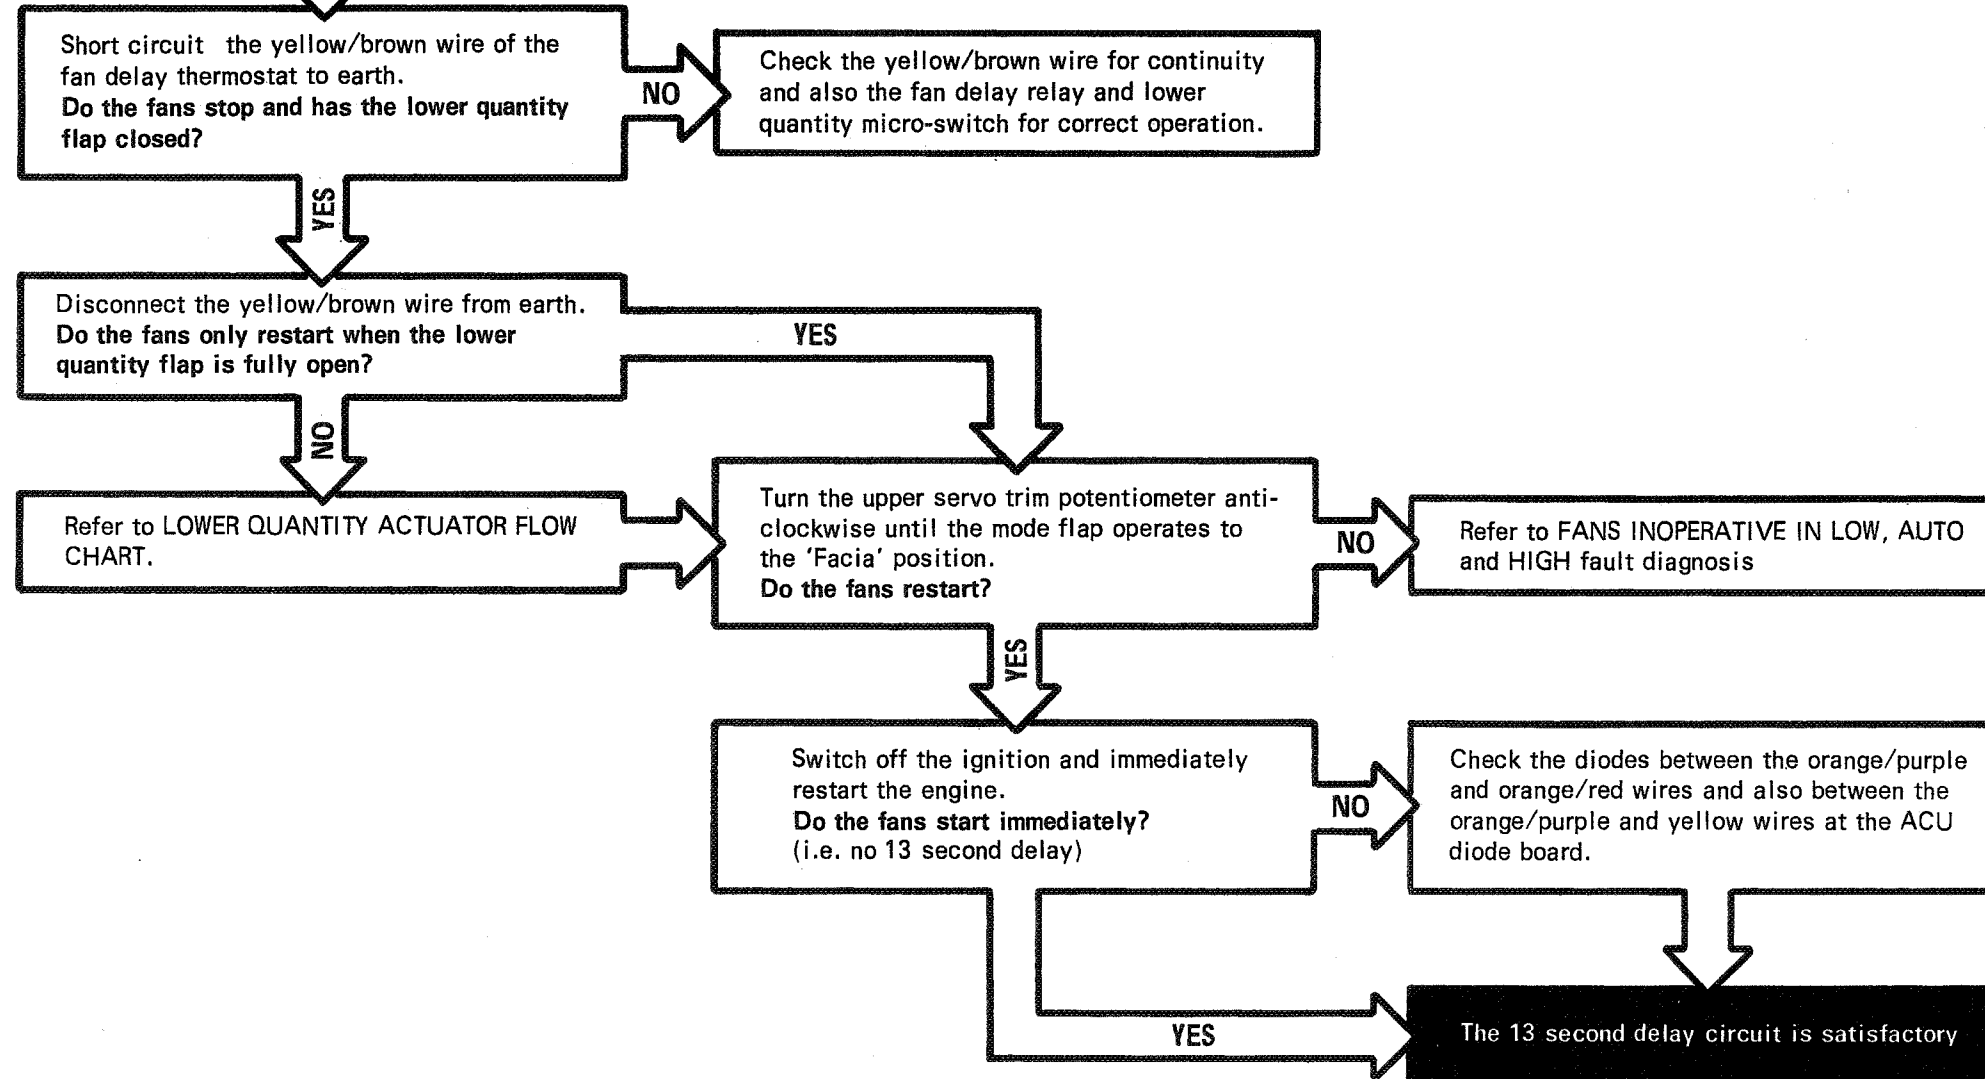 Short circuit the yellow/brown wire of the
fan delay thermostat to earth.
Do the fans stop and has the lower quantity
flap closed?
NO
Check the yellow/brown wire for continuity
and also the fan delay relay and lower
quantity micro-switch for correct operation.
YES
Disconnect the yellow/brown wire from earth.
Do the fans only restart when the lower
quantity flap is fully open?
YES
NO
Refer to LOWER QUANTITY ACTUATOR FLOW
CHART.
Turn the upper servo trim potentiometer anti-
clockwise until the mode flap operates to
the 'Facia' position.
Do the fans restart?
NO
Refer to FANS INOPERATIVE IN LOW, AUTO
and HIGH fault diagnosis
YES
Switch off the ignition and immediately
restart the engine.
Do the fans start immediately?
(i.e. no 13 second delay)
NO
Check the diodes between the orange/purple
and orange/red wires and also between the
orange/purple and yellow wires at the ACU
diode board.
YES
The 13 second delay circuit is satisfactory